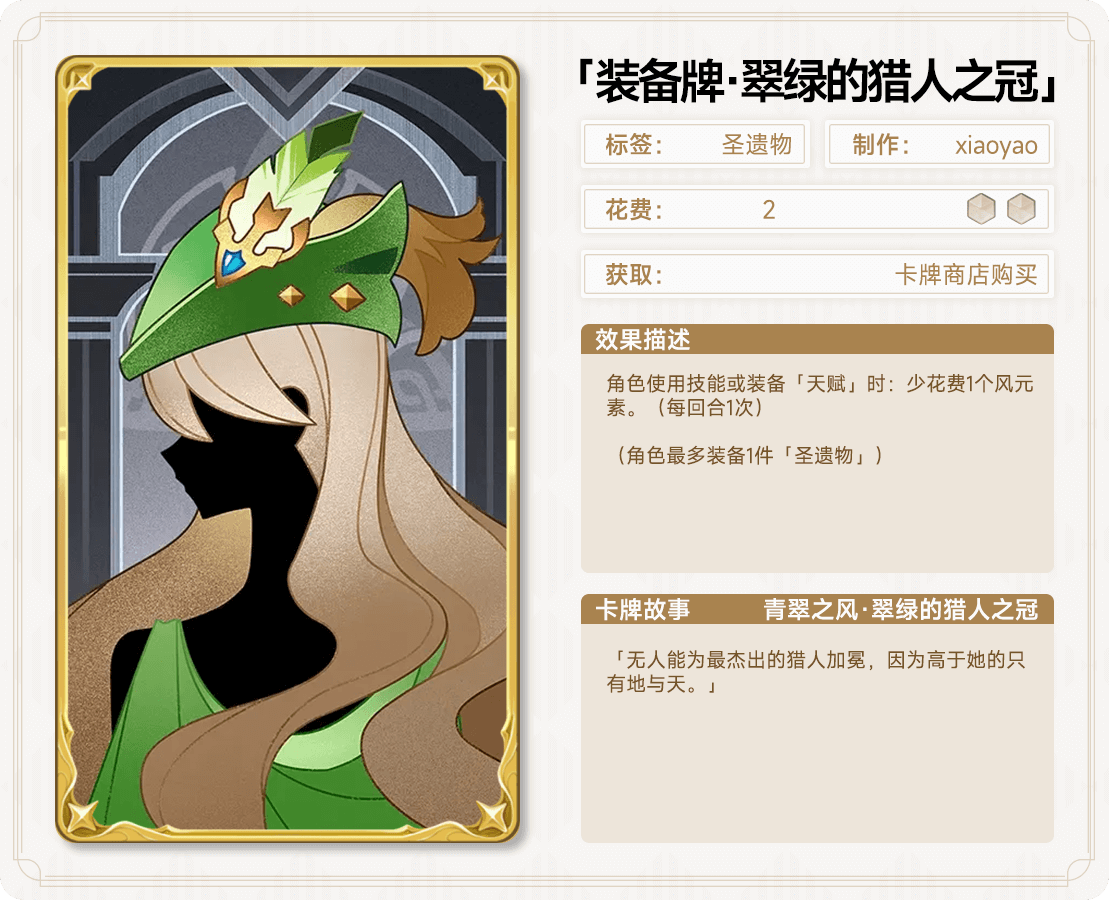 「装备牌·翠绿的猎人之冠」
标签： 圣遗物
制作： xiaoyao
花费： 2
获取： 卡牌商店购买
效果描述
角色使用技能或装备「天赋」时：少花费1个风元
素。（每回合1次）
（角色最多装备1件「圣遗物」）
卡牌故事 青翠之风·翠绿的猎人之冠
「无人能为最杰出的猎人加冕，因为高于她的只
有地与天。」